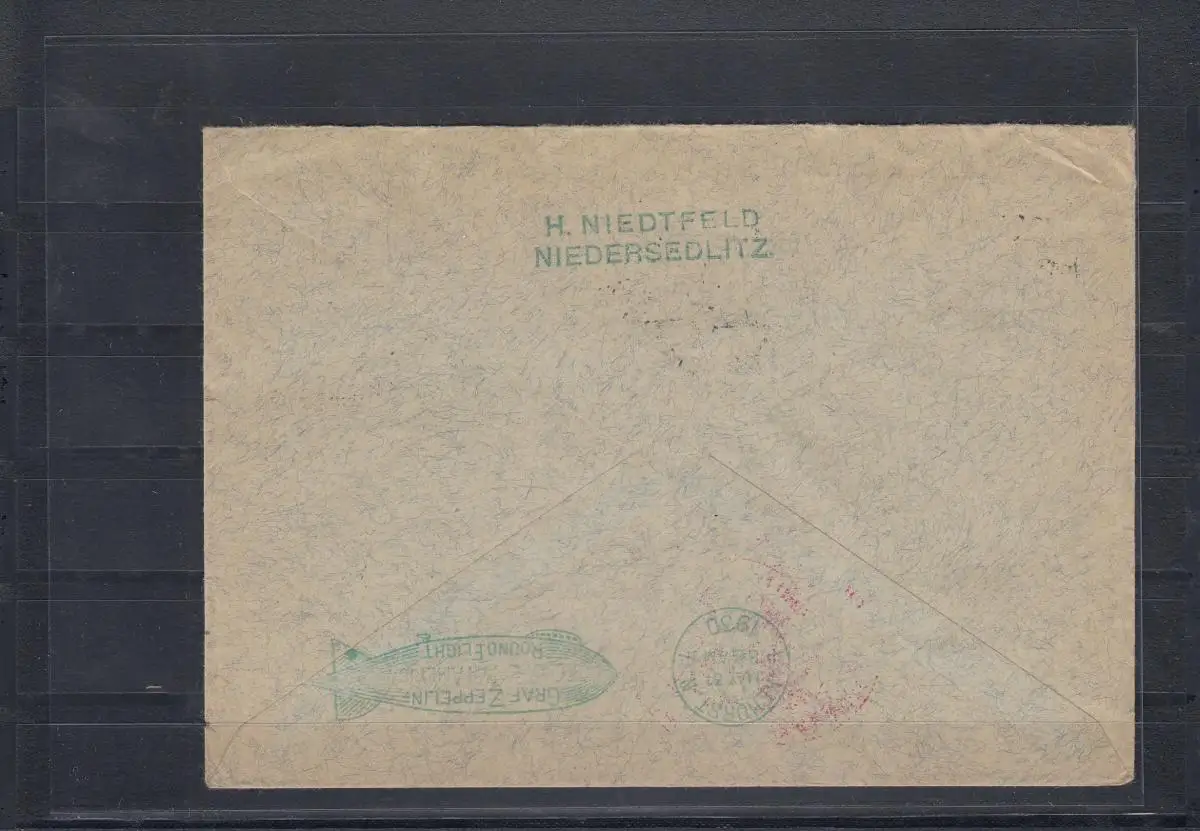 H. NIEDTFELD
NIEDERSEDLITZ.
GRAF ZEPPELIN
ROUND FLIGHT
1930